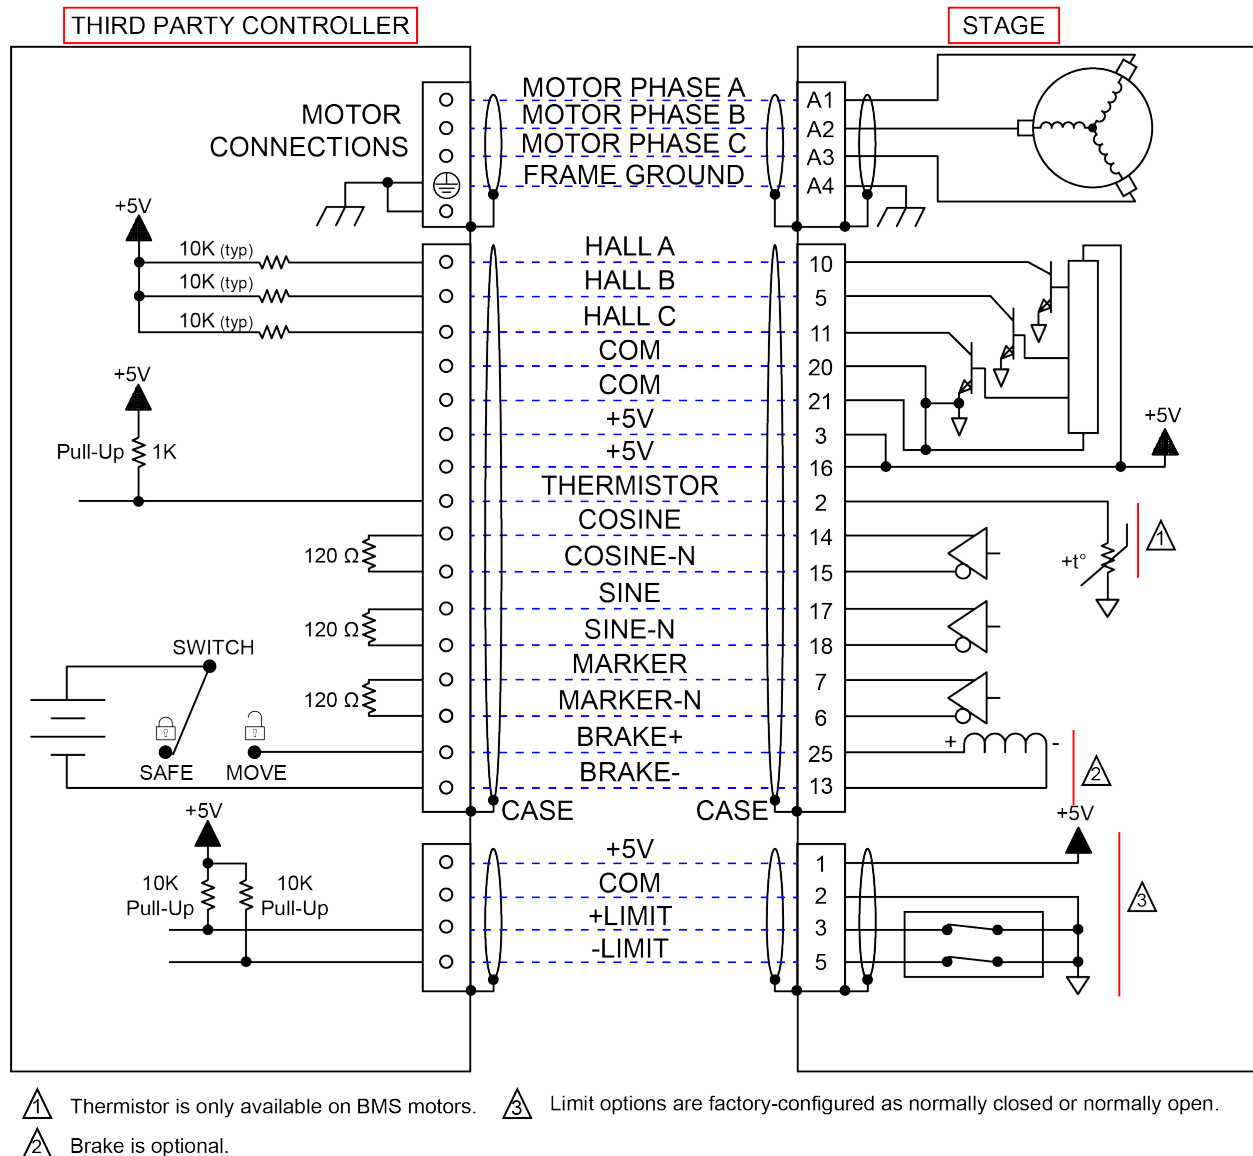 THIRD PARTY CONTROLLER
STAGE
MOTOR CONNECTIONS
MOTOR PHASE A
A1
MOTOR PHASE B
A2
MOTOR PHASE C
A3
FRAME GROUND
A4
+5V
10K (typ)
HALL A
10
10K (typ)
HALL B
5
10K (typ)
HALL C
11
COM
20
+5V
COM
21
+5V
3
+5V
Pull-Up 1K
+5V
16
THERMISTOR
2
COSINE
14
120 Ω
COSINE-N
15
+t°
1
SINE
17
120 Ω
SINE-N
18
SWITCH
MARKER
7
120 Ω
MARKER-N
6
SAFE
MOVE
BRAKE+
25
+
-
2
BRAKE-
13
CASE
CASE
+5V
+5V
+5V
1
10K Pull-Up
10K Pull-Up
COM
2
3
+LIMIT
3
-LIMIT
5
1 Thermistor is only available on BMS motors.
3 Limit options are factory-configured as normally closed or normally open.
2 Brake is optional.